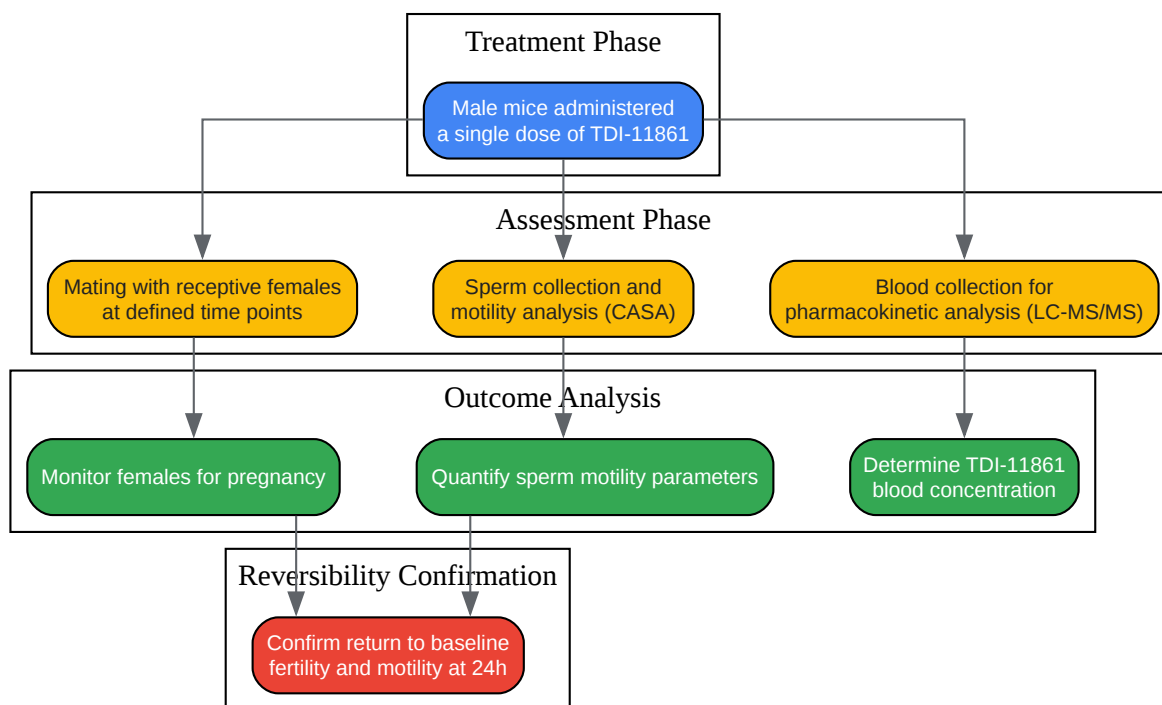 Treatment Phase
Male mice administered
a single dose of TDI-11861
Assessment Phase
Mating with receptive females
at defined time points
Sperm collection and
motility analysis (CASA)
Blood collection for
pharmacokinetic analysis (LC-MS/MS)
Outcome Analysis
Monitor females for pregnancy
Quantify sperm motility parameters
Determine TDI-11861
blood concentration
Reversibility Confirmation
Confirm return to baseline
fertility and motility at 24h